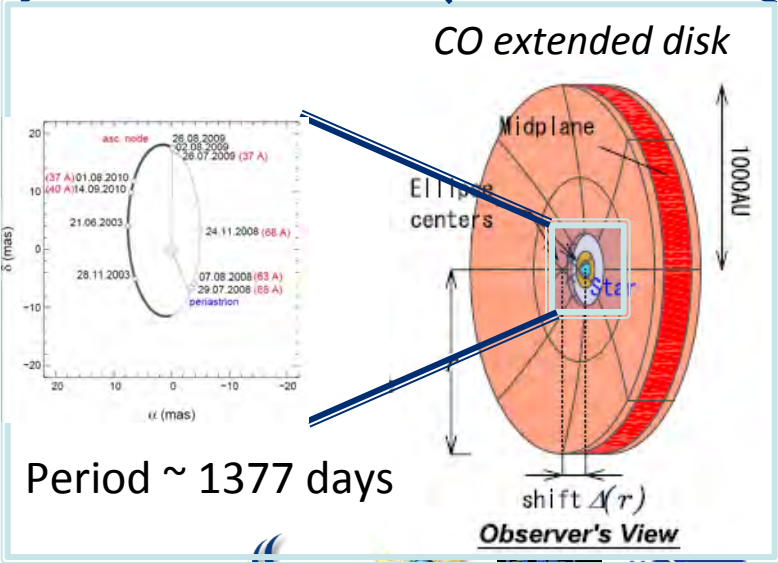 CO extended disk
20
10
0
−10
−20
δ (mas)
asc. node
26.08.2009
02.08.2009
26.07.2009 (37 A)
(37 A) 01.08.2010
(40 A) 14.09.2010
21.06.2003
24.11.2008 (68 A)
28.11.2003
07.08.2008 (63 A)
29.07.2008 (68 A)
periastrion
20 10 0 −10 −20
α (mas)
Period ~ 1377 days
Midplane
Ellipse
centers
Star
1000AU
shift Δ(r)
Observer's View